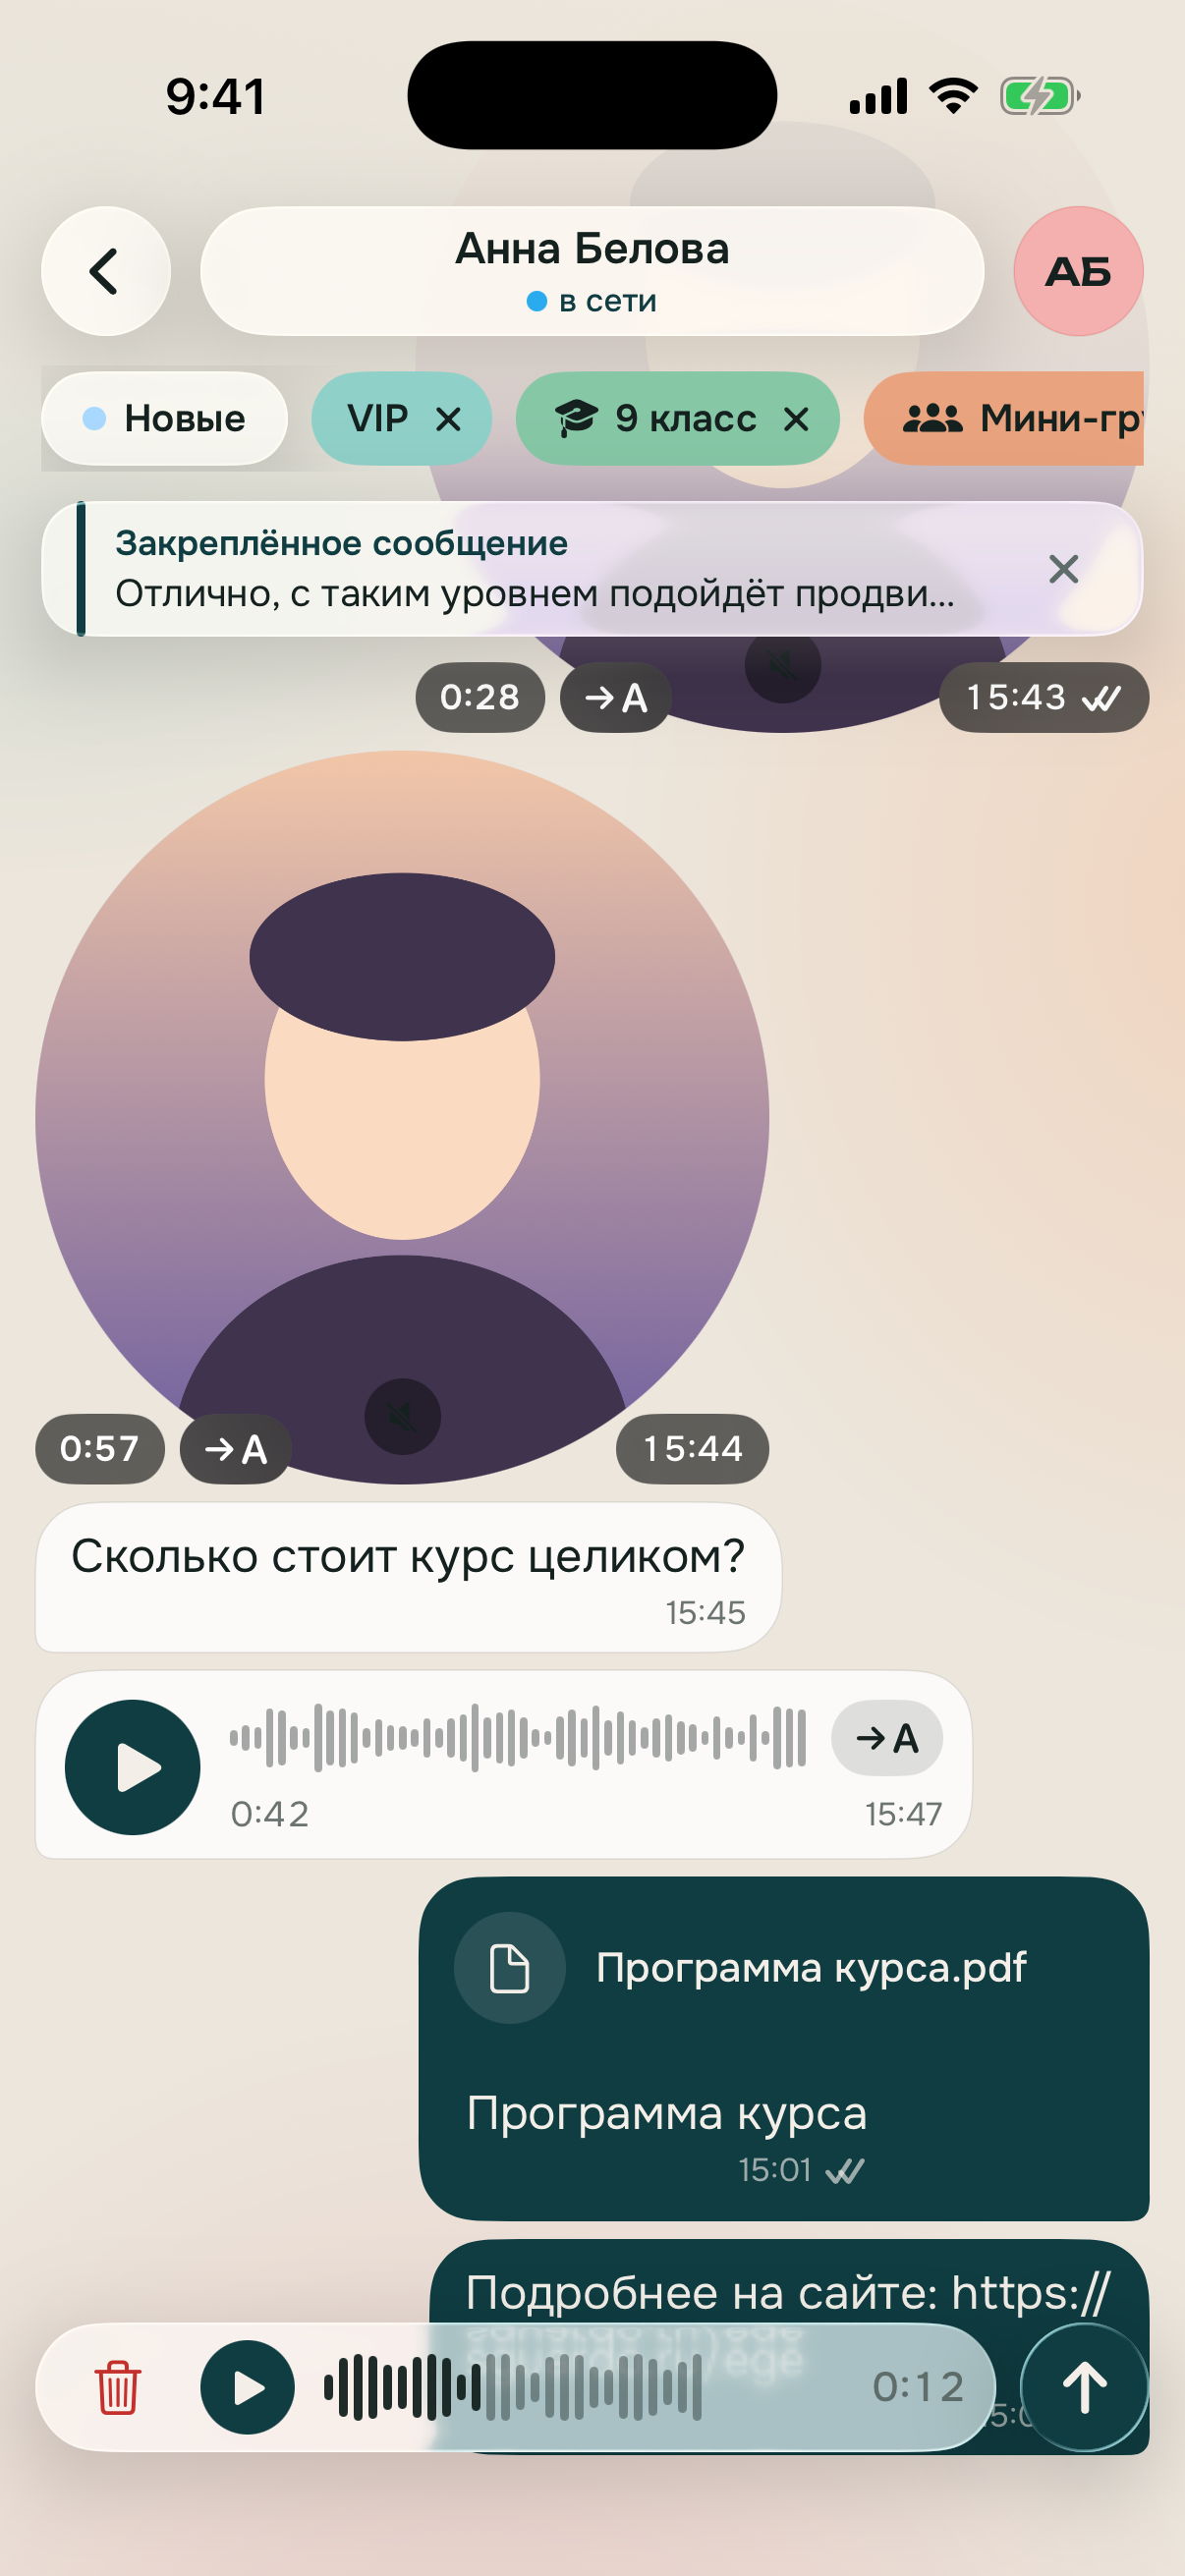 9:41
Анна Белова
в сети
АБ
Новые
VIP
9 класс
Мини-гр
Закреплённое сообщение
Отлично, с таким уровнем подойдёт продви...
0:28
→A
15:43
0:57
→A
15:44
Сколько стоит курс целиком?
15:45
→A
0:42
15:47
Программа курса.pdf
Программа курса
15:01
Подробнее на сайте: https://
0:12